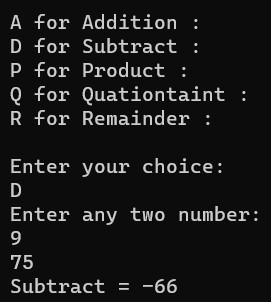 A for Addition :
D for Subtract :
P for Product :
Q for Quationtaint :
R for Remainder :

Enter your choice:
D
Enter any two number:
9
75
Subtract = -66